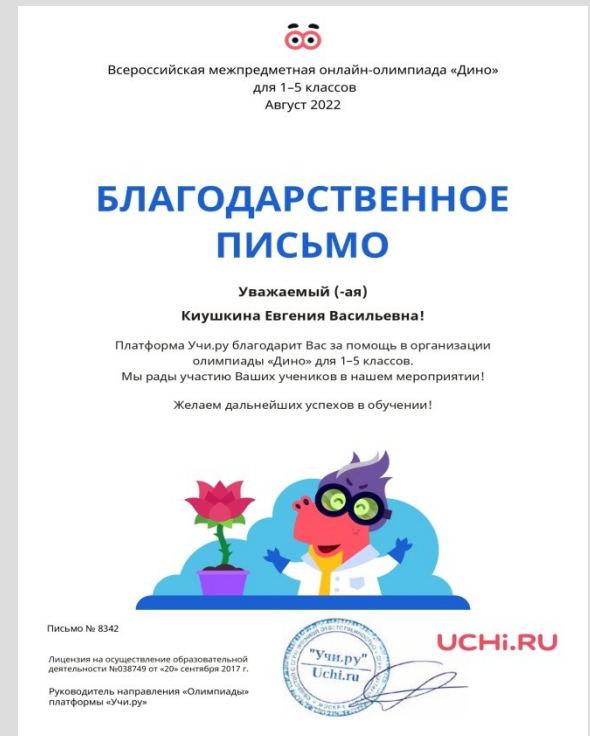 Всероссийская межпредметная онлайн-олимпиада «Дино»
для 1–5 классов
Август 2022
БЛАГОДАРСТВЕННОЕ
ПИСЬМО
Уважаемый (-ая)
Киушкина Евгения Васильевна!
Платформа Учи.ру благодарит Вас за помощь в организации
олимпиады «Дино» для 1–5 классов.
Мы рады участию Ваших учеников в нашем мероприятии!
Желаем дальнейших успехов в обучении!
Письмо № 8342
Лицензия на осуществление образовательной
деятельности №038749 от «20» сентября 2017 г.
Руководитель направления «Олимпиады»
платформы «Учи.ру»
"Учи.ру"
Uchi.ru
МОСКВА
UCHi.RU